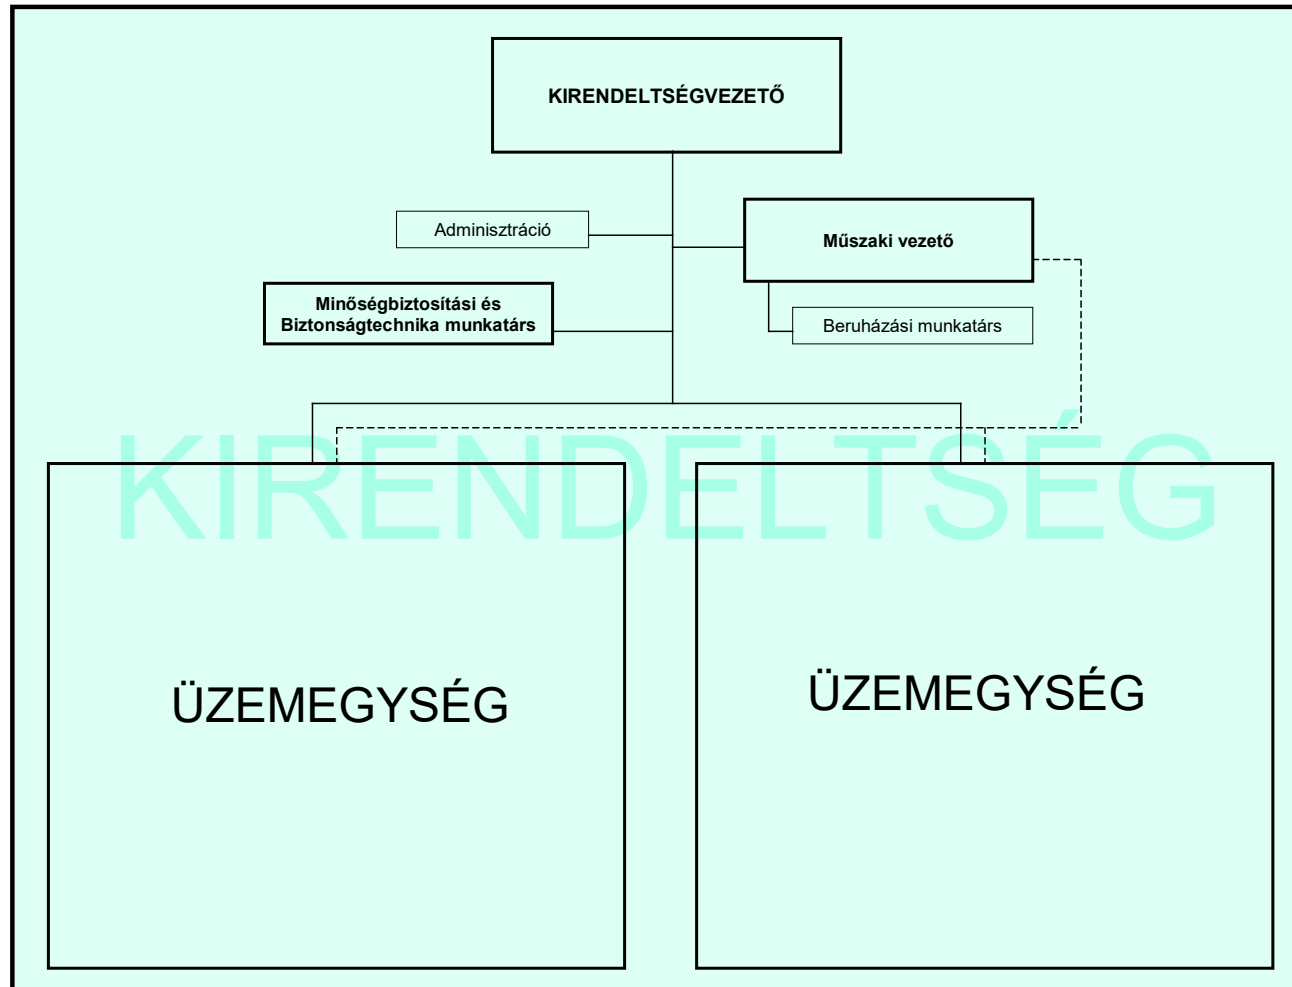 KIRENDELTSÉGVEZETŐ
Adminisztráció
Műszaki vezető
Minőségbiztosítási és
Biztonságtechnika munkatárs
Beruházási munkatárs
KIRENDELTSÉG
ÜZEMEGYSÉG
ÜZEMEGYSÉG